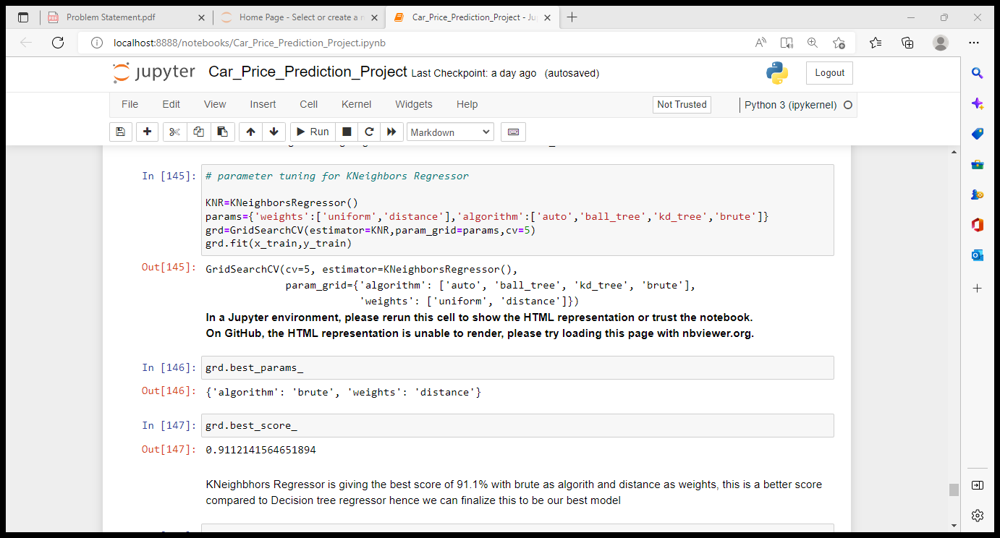 Problem Statement.pdf
Home Page - Select or create a n
Car_Price_Prediction_Project - Ju
localhost:8888/notebooks/Car_Price_Prediction_Project.ipynb
jupyter Car_Price_Prediction_Project Last Checkpoint: a day ago (autosaved)
Logout
File Edit View Insert Cell Kernel Widgets Help
Not Trusted
Python 3 (ipykernel)
Run
Markdown
In [145]: # parameter tuning for KNeighbors Regressor
KNR=KNeighborsRegressor()
params={'weights':['uniform','distance'],'algorithm':['auto','ball_tree','kd_tree','brute']}
grd=GridSearchCV(estimator=KNR,param_grid=params,cv=5)
grd.fit(x_train,y_train)
Out[145]: GridSearchCV(cv=5, estimator=KNeighborsRegressor(),
param_grid={'algorithm': ['auto', 'ball_tree', 'kd_tree', 'brute'],
'weights': ['uniform', 'distance']})
In a Jupyter environment, please rerun this cell to show the HTML representation or trust the notebook.
On GitHub, the HTML representation is unable to render, please try loading this page with nbviewer.org.
In [146]: grd.best_params_
Out[146]: {'algorithm': 'brute', 'weights': 'distance'}
In [147]: grd.best_score_
Out[147]: 0.9112141564651894
KNeighbhors Regressor is giving the best score of 91.1% with brute as algorith and distance as weights, this is a better score
compared to Decision tree regressor hence we can finalize this to be our best model